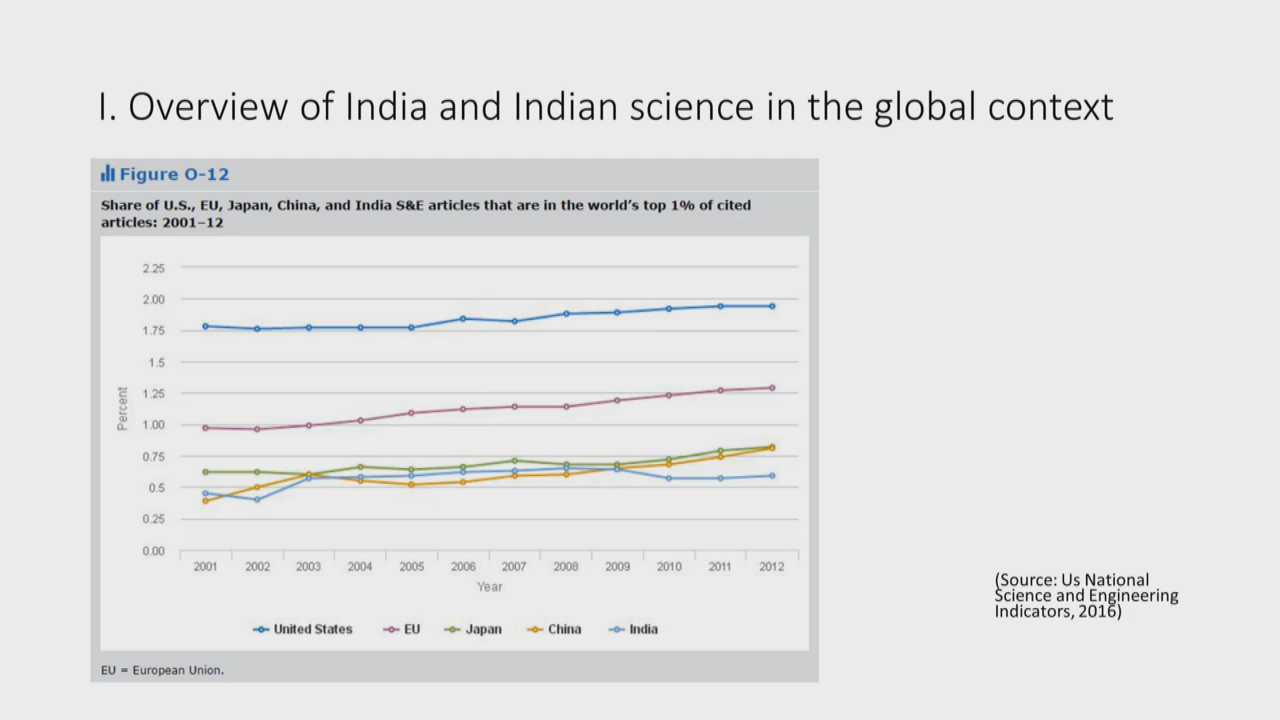 I. Overview of India and Indian science in the global context
Figure O-12
Share of U.S., EU, Japan, China, and India S&E articles that are in the world's top 1% of cited
articles: 2001–12
2.25
2.00
1.75
1.5
1.25
1.00
0.75
0.5
0.25
0.00
Percent
2001 2002 2003 2004 2005 2006 2007 2008 2009 2010 2011 2012
Year
United States EU Japan China India
EU = European Union.
(Source: Us National
Science and Engineering
Indicators, 2016)